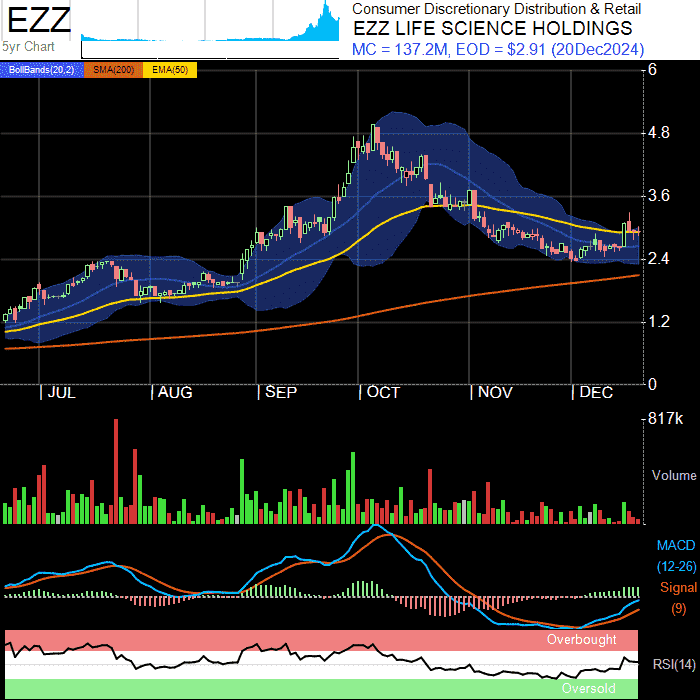 EZZ
5yr Chart
Consumer Discretionary Distribution & Retail
EZZ LIFE SCIENCE HOLDINGS
MC = 137.2M, EOD = $2.91 (20Dec2024)
BollBands(20,2) SMA(200) EMA(50)
6
4.8
3.6
2.4
1.2
0
JUL AUG SEP OCT NOV DEC
817k
Volume
MACD
(12-26)
Signal
(9)
Overbought
RSI(14)
Oversold